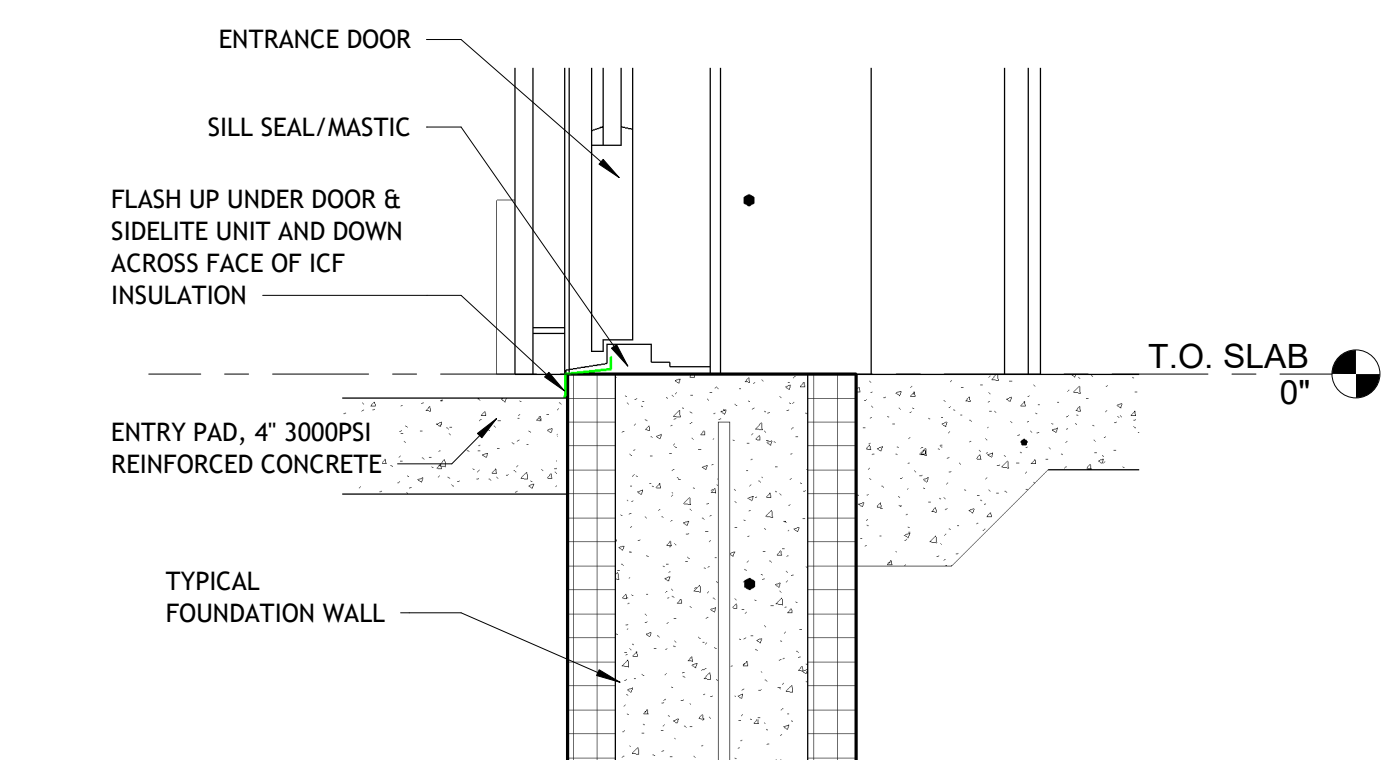 ENTRANCE DOOR
SILL SEAL/MASTIC
FLASH UP UNDER DOOR &
SIDELITE UNIT AND DOWN
ACROSS FACE OF ICF
INSULATION
T.O. SLAB
0"
ENTRY PAD, 4" 3000PSI
REINFORCED CONCRETE
TYPICAL
FOUNDATION WALL